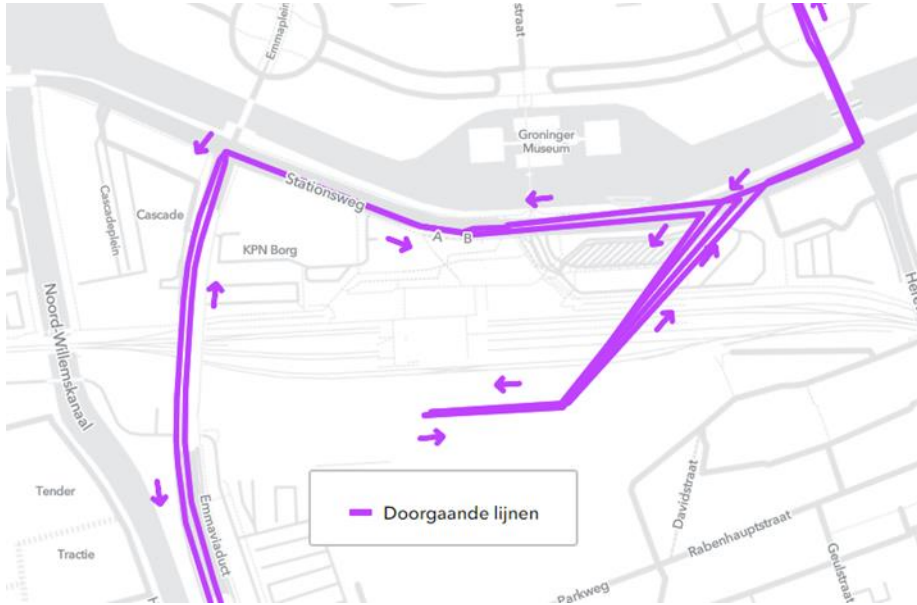 Emmaplein
straat
Groninger
Museum
Stationsweg
Cascadeplein
Cascade
A
B
KPN Borg
Noord-Willemskanaal
Tender
Emmaviaduct
Doorgaande lijnen
Davidstraat
Rabenhauptstraat
Tractie
Geulstraat
Parkweg